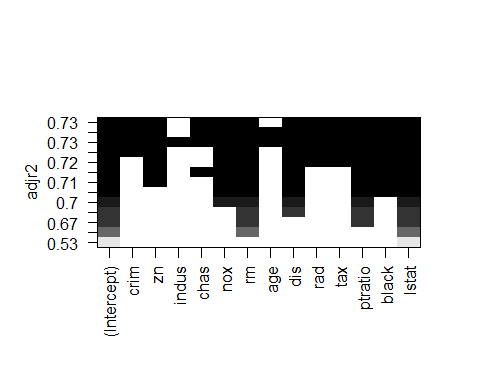 adjr2
0.73
0.73
0.72
0.71
0.7
0.67
0.53
(Intercept)
crim
zn
indus
chas
nox
rm
age
dis
rad
tax
ptratio
black
lstat